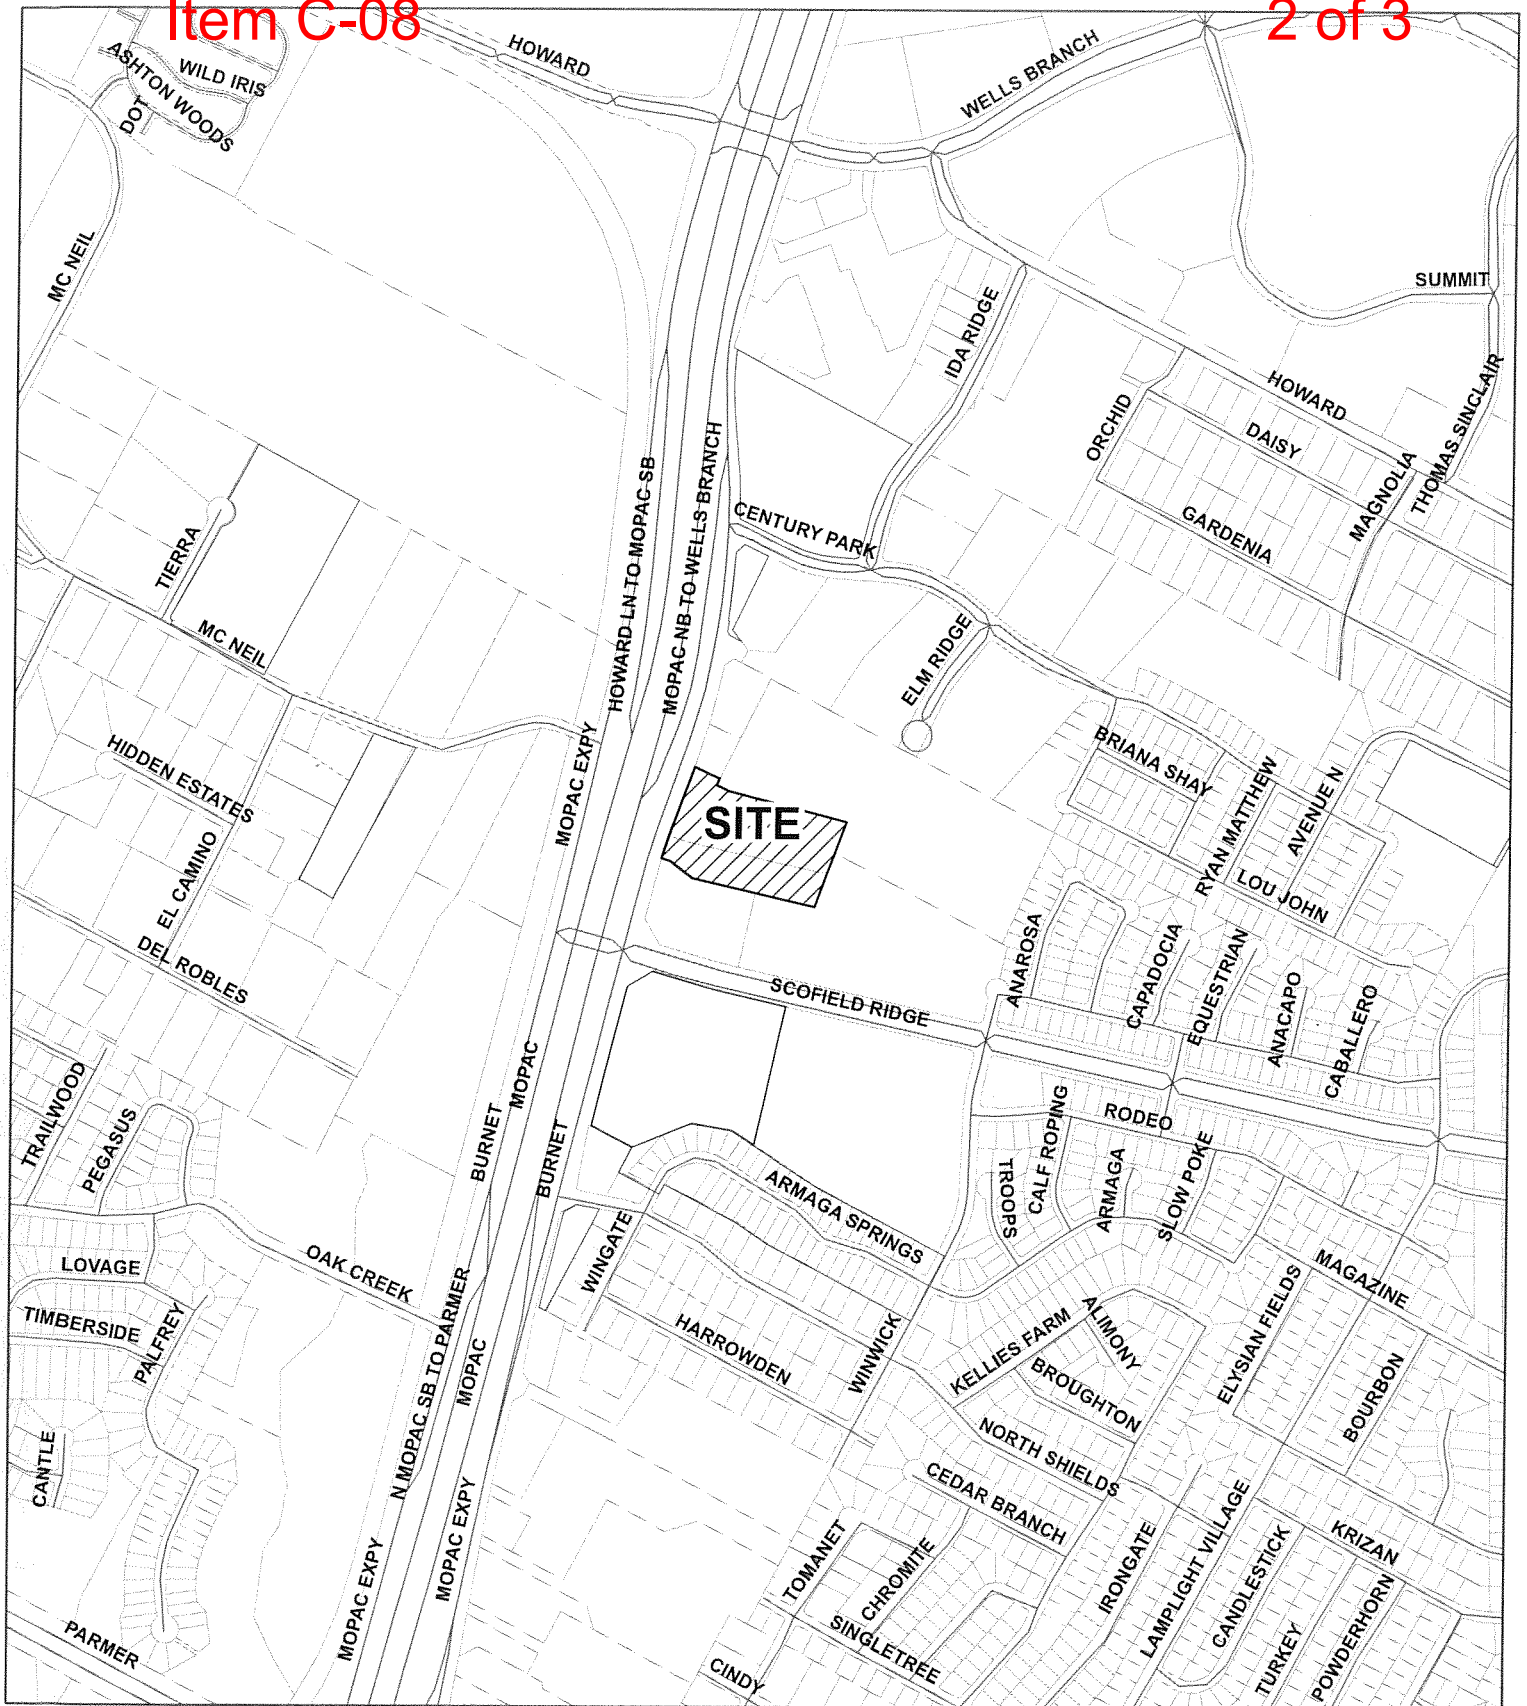 Item C-08
2 of 3
HOWARD
WELLS BRANCH
ASHTON WOODS
WILD IRIS
DOT
MC NEIL
SUMMIT
IDA RIDGE
HOWARD
THOMAS SINCLAIR
ORCHID
DAISY
MAGNOLIA
GARDENIA
HOWARD LN TO MOPAC SB
MOPAC NB TO WELLS BRANCH
CENTURY PARK
TIERRA
MC NEIL
ELM RIDGE
HIDDEN ESTATES
MOPAC EXPY
BRIANA SHAY
RYAN MATTHEW
AVENUE N
SITE
EL CAMINO
LOU JOHN
DEL ROBLES
ANAROSA
CAPADOCIA
EQUESTRIAN
ANACAPO
CABALLERO
SCOFIELD RIDGE
MOPAC
TRAILWOOD
PEGASUS
BURNET
BURNET
CALF ROPING
RODEO
TROOPS
ARMAGA
SLOW POKE
ARMAGA SPRINGS
WINGATE
OAK CREEK
LOVAGE
TIMBERSIDE
PALFREY
MAGAZINE
ELYSIAN FIELDS
N MOPAC SB TO PARMER
MOPAC
HARROWDEN
WINWICK
KELLIES FARM
ALIMONY
BROUGHTON
BOURBON
CANTLE
NORTH SHIELDS
CEDAR BRANCH
MOPAC EXPY
MOPAC EXPY
TOMANET
CHROMITE
IRONGATE
LAMPLIGHT VILLAGE
CANDLESTICK
KRIZAN
PARMER
SINGLETREE
CINDY
TURKEY
POWDERHORN